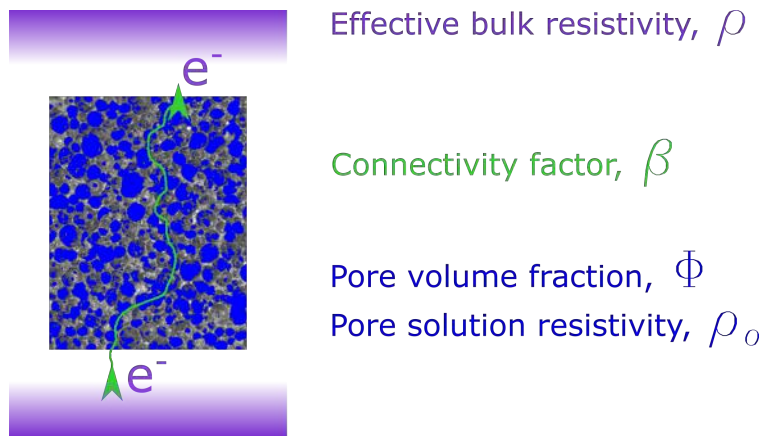 Effective bulk resistivity, ρ
e⁻
Connectivity factor, β
Pore volume fraction, Φ
Pore solution resistivity, ρₒ
e⁻